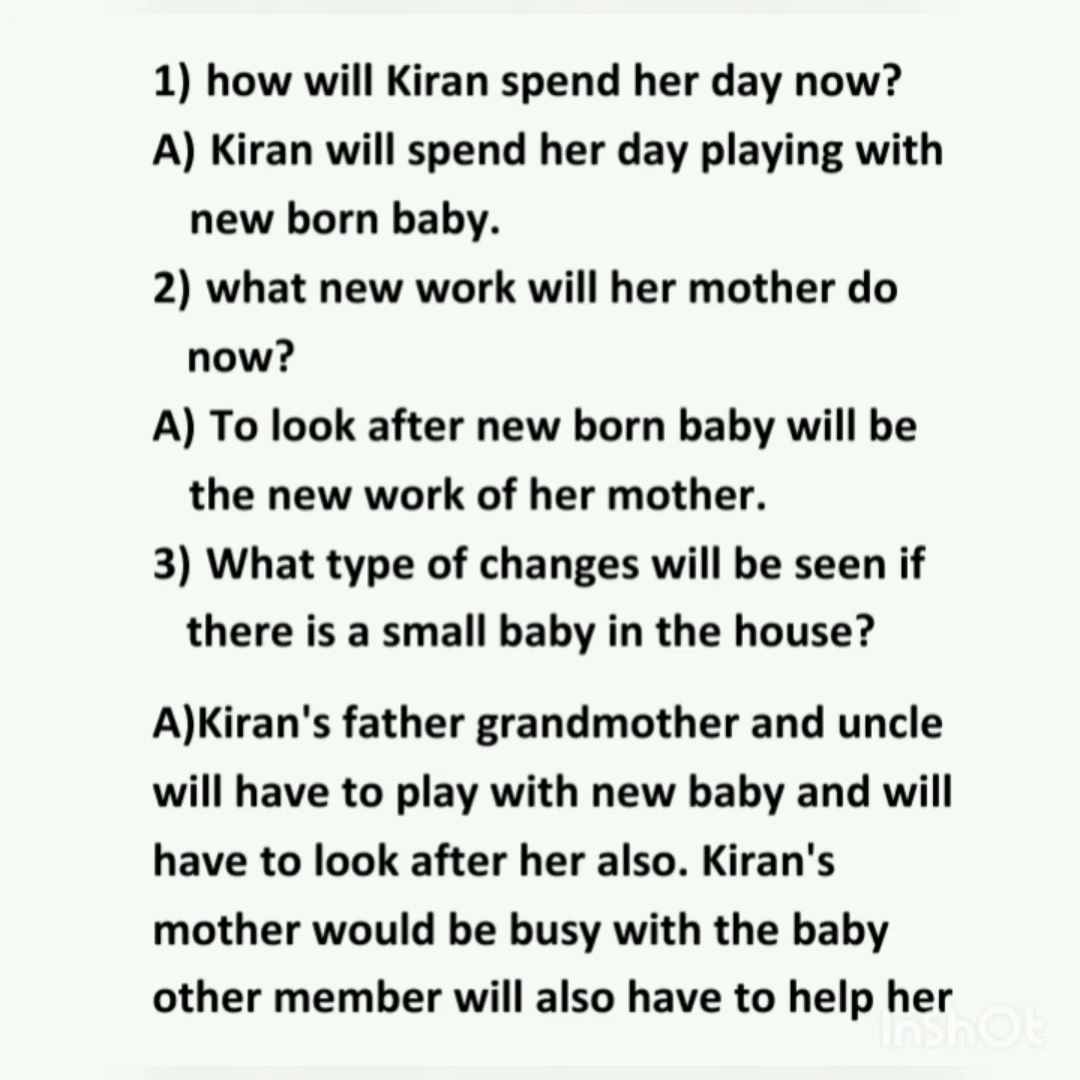 1) how will Kiran spend her day now?
A) Kiran will spend her day playing with
new born baby.
2) what new work will her mother do
now?
A) To look after new born baby will be
the new work of her mother.
3) What type of changes will be seen if
there is a small baby in the house?
A)Kiran's father grandmother and uncle
will have to play with new baby and will
have to look after her also. Kiran's
mother would be busy with the baby
other member will also have to help her
InShOt